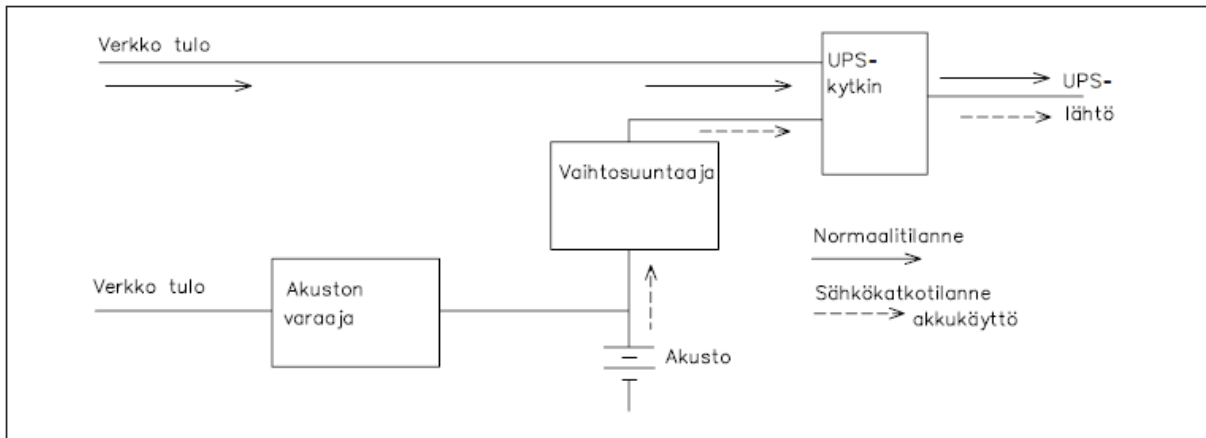 Verkko tulo
UPS-
kytkin
UPS-
lähtö
Vaihtosuuntaaja
Normaalitilanne
Verkko tulo
Akuston
varaaja
Sähkökatkotilanne
akkukäyttö
Akusto